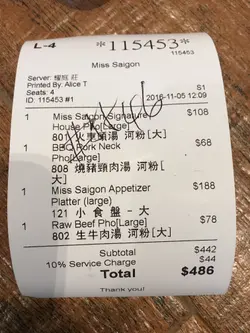 L-4 *115453*
115453
Miss Saigon
Server: 耀熊 莊
Printed By: Alice T
Seats: 4 S1
ID: 115453 #1 2016-11-05 12:09
1 Miss Saigon Signature $108
House Pho[Large]
801 火車頭湯 河粉[大]
1 BBQ Pork Neck $68
Pho[Large]
808 燒豬頸肉湯 河粉[大]
1 Miss Saigon Appetizer $188
Platter (large)
121 小 食 盤 - 大
1 Raw Beef Pho[Large] $78
802 生牛肉湯 河粉[大]
Subtotal $442
10% Service Charge $44
Total $486
Thank you!